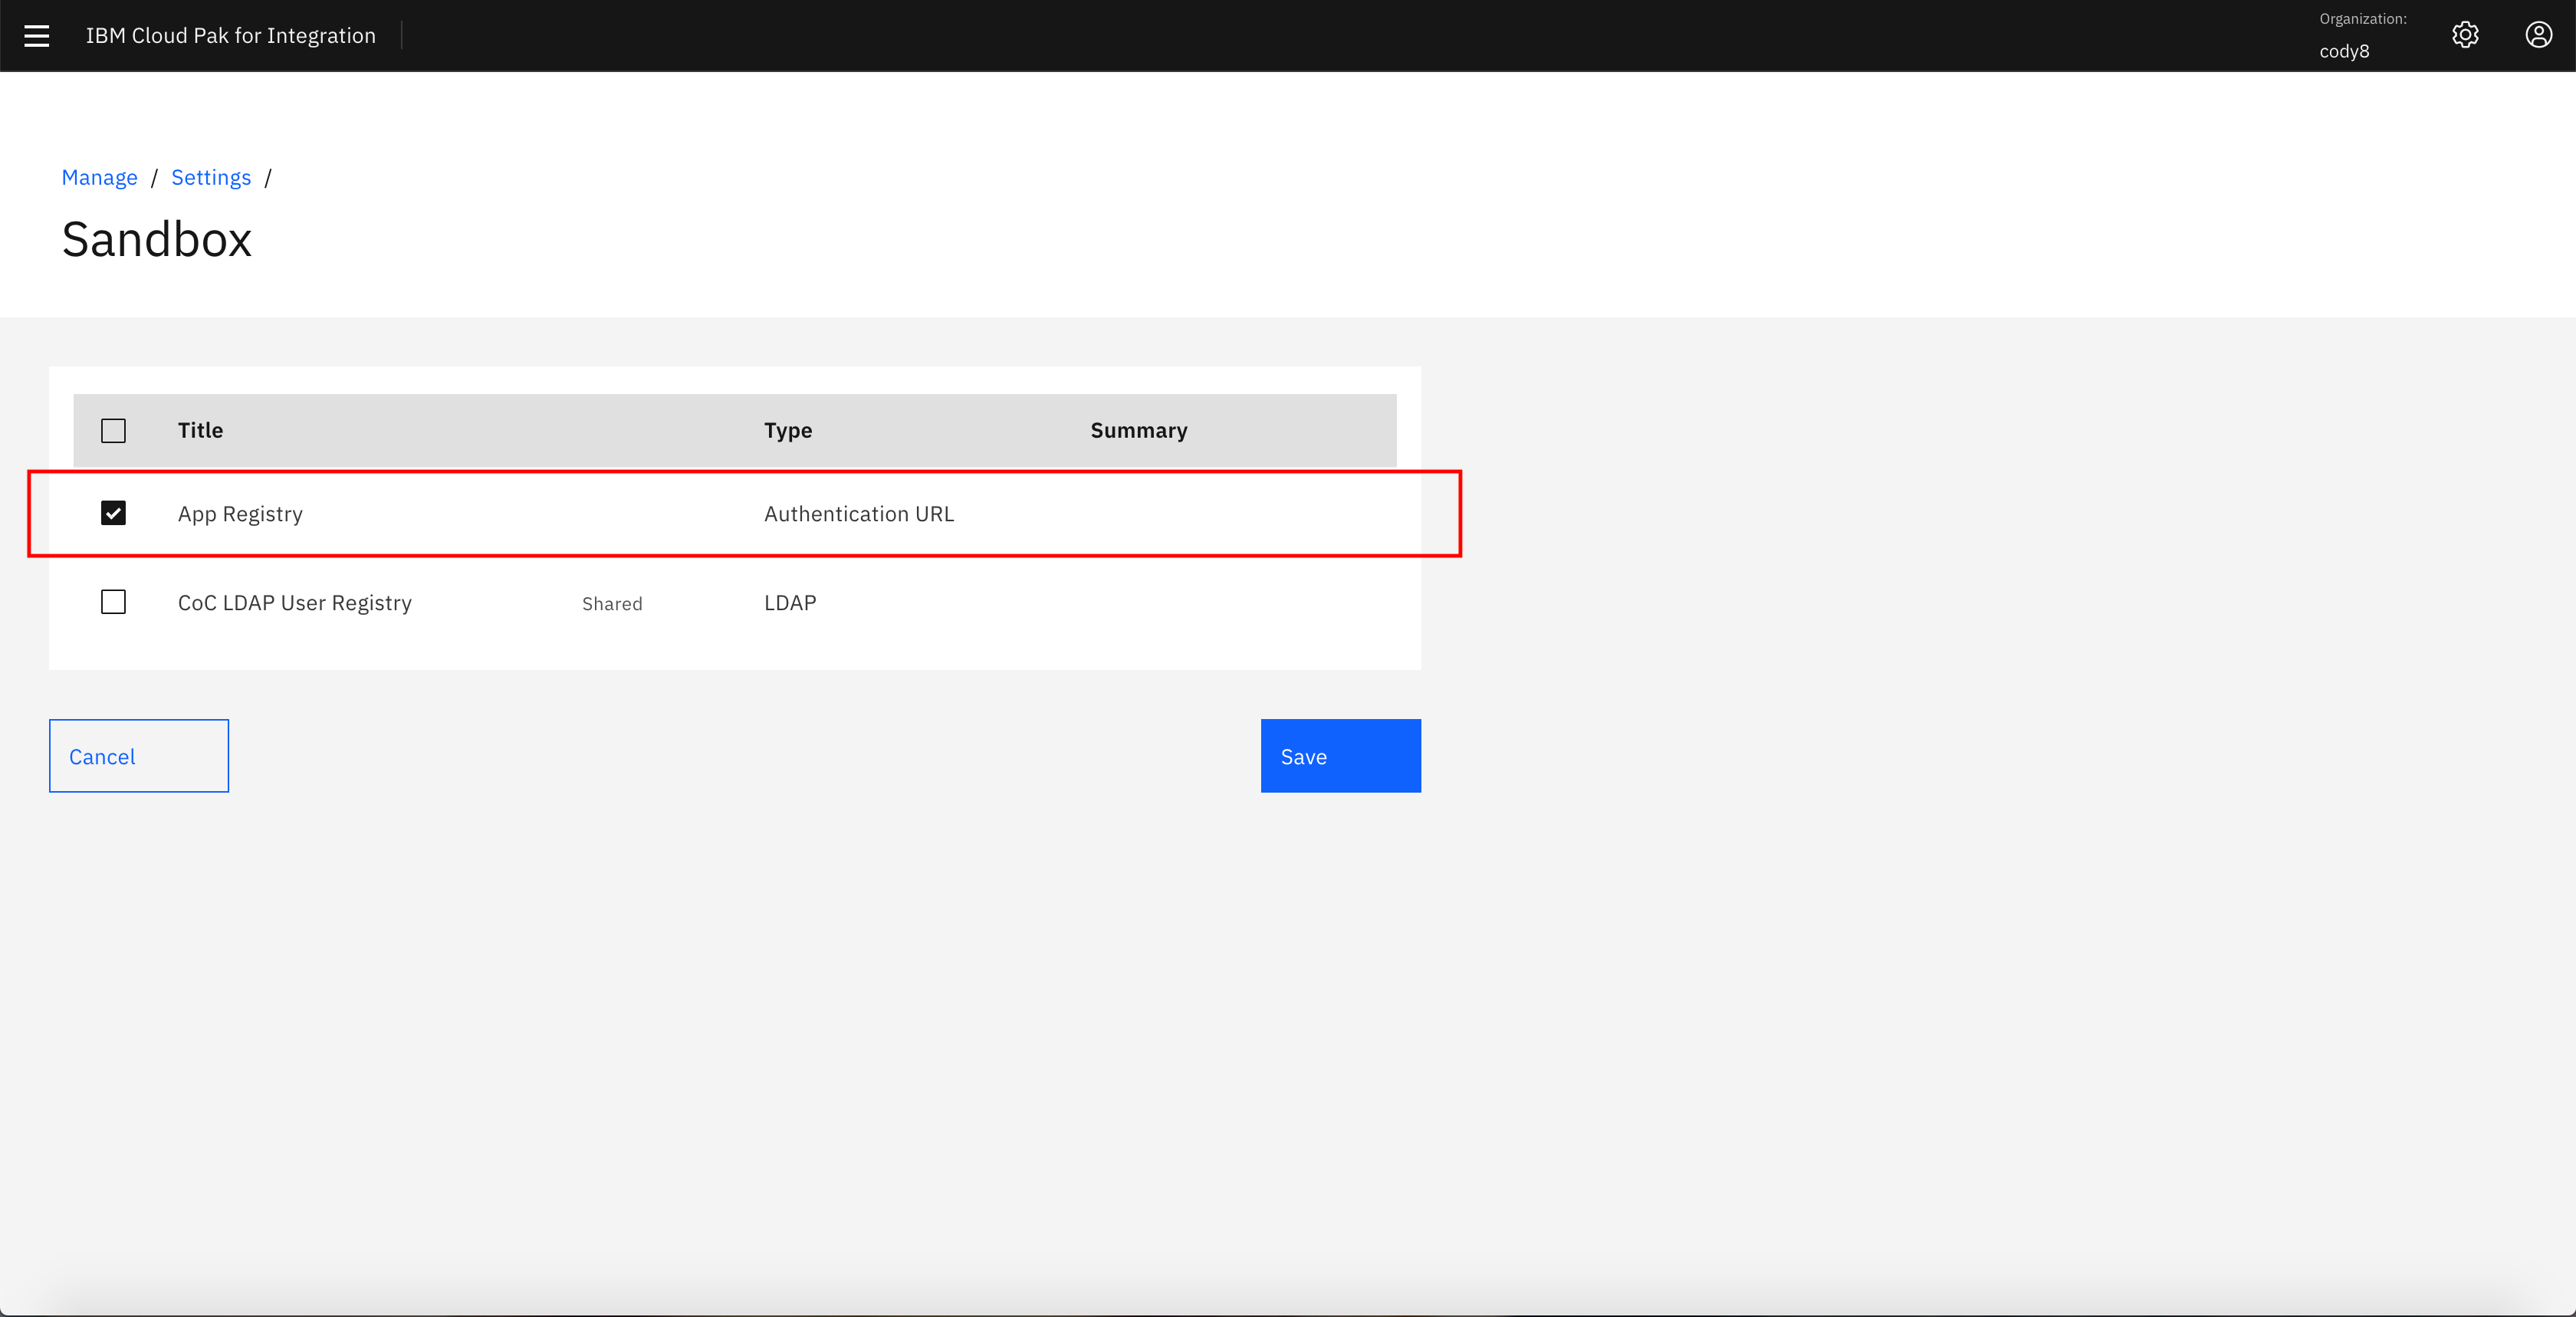 IBM Cloud Pak for Integration
Organization:
cody8
Manage / Settings /
Sandbox
Title Type Summary
App Registry Authentication URL
CoC LDAP User Registry Shared LDAP
Cancel Save